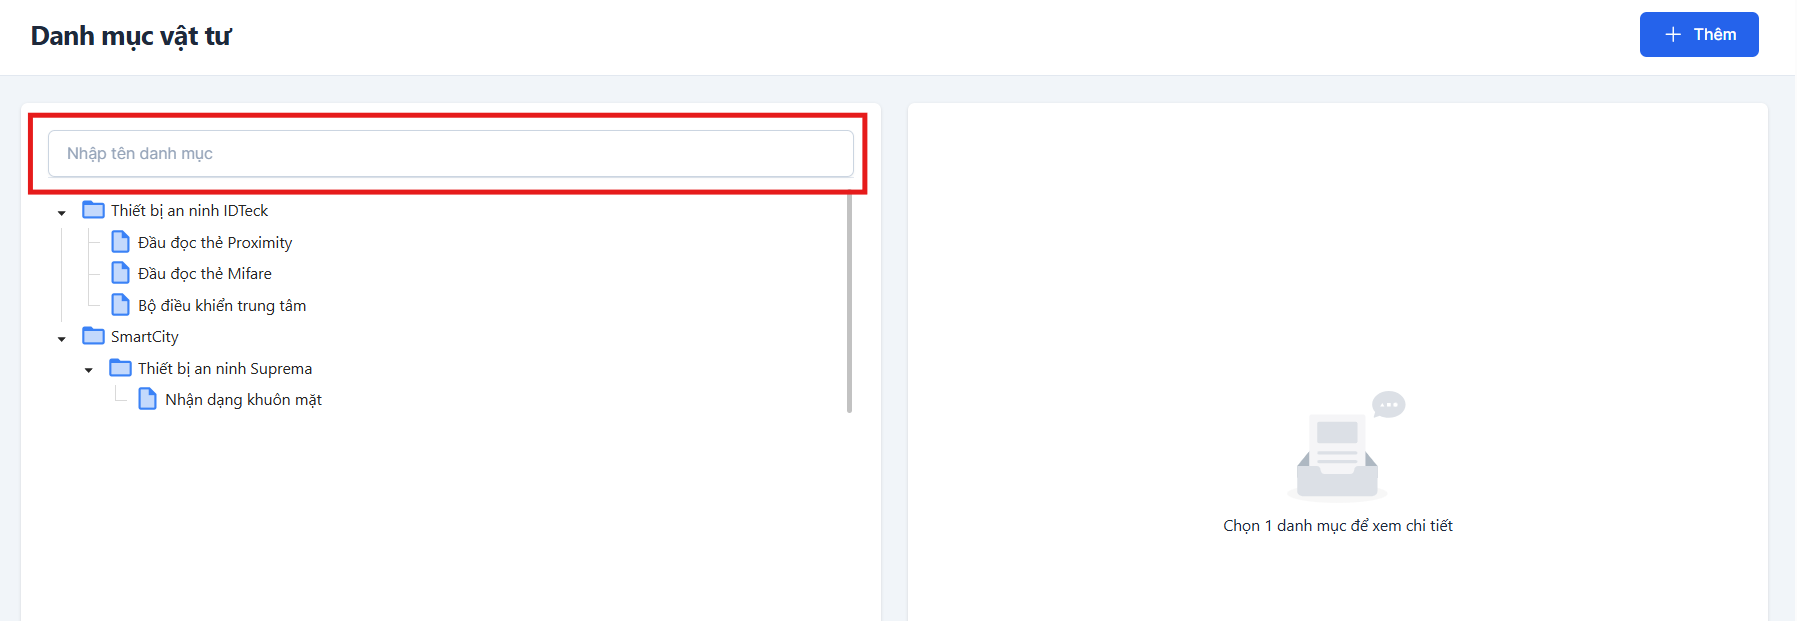 Danh mục vật tư
Thêm
Nhập tên danh mục
Thiết bị an ninh IDTeck
Đầu đọc thẻ Proximity
Đầu đọc thẻ Mifare
Bộ điều khiển trung tâm
SmartCity
Thiết bị an ninh Suprema
Nhận dạng khuôn mặt
Chọn 1 danh mục để xem chi tiết